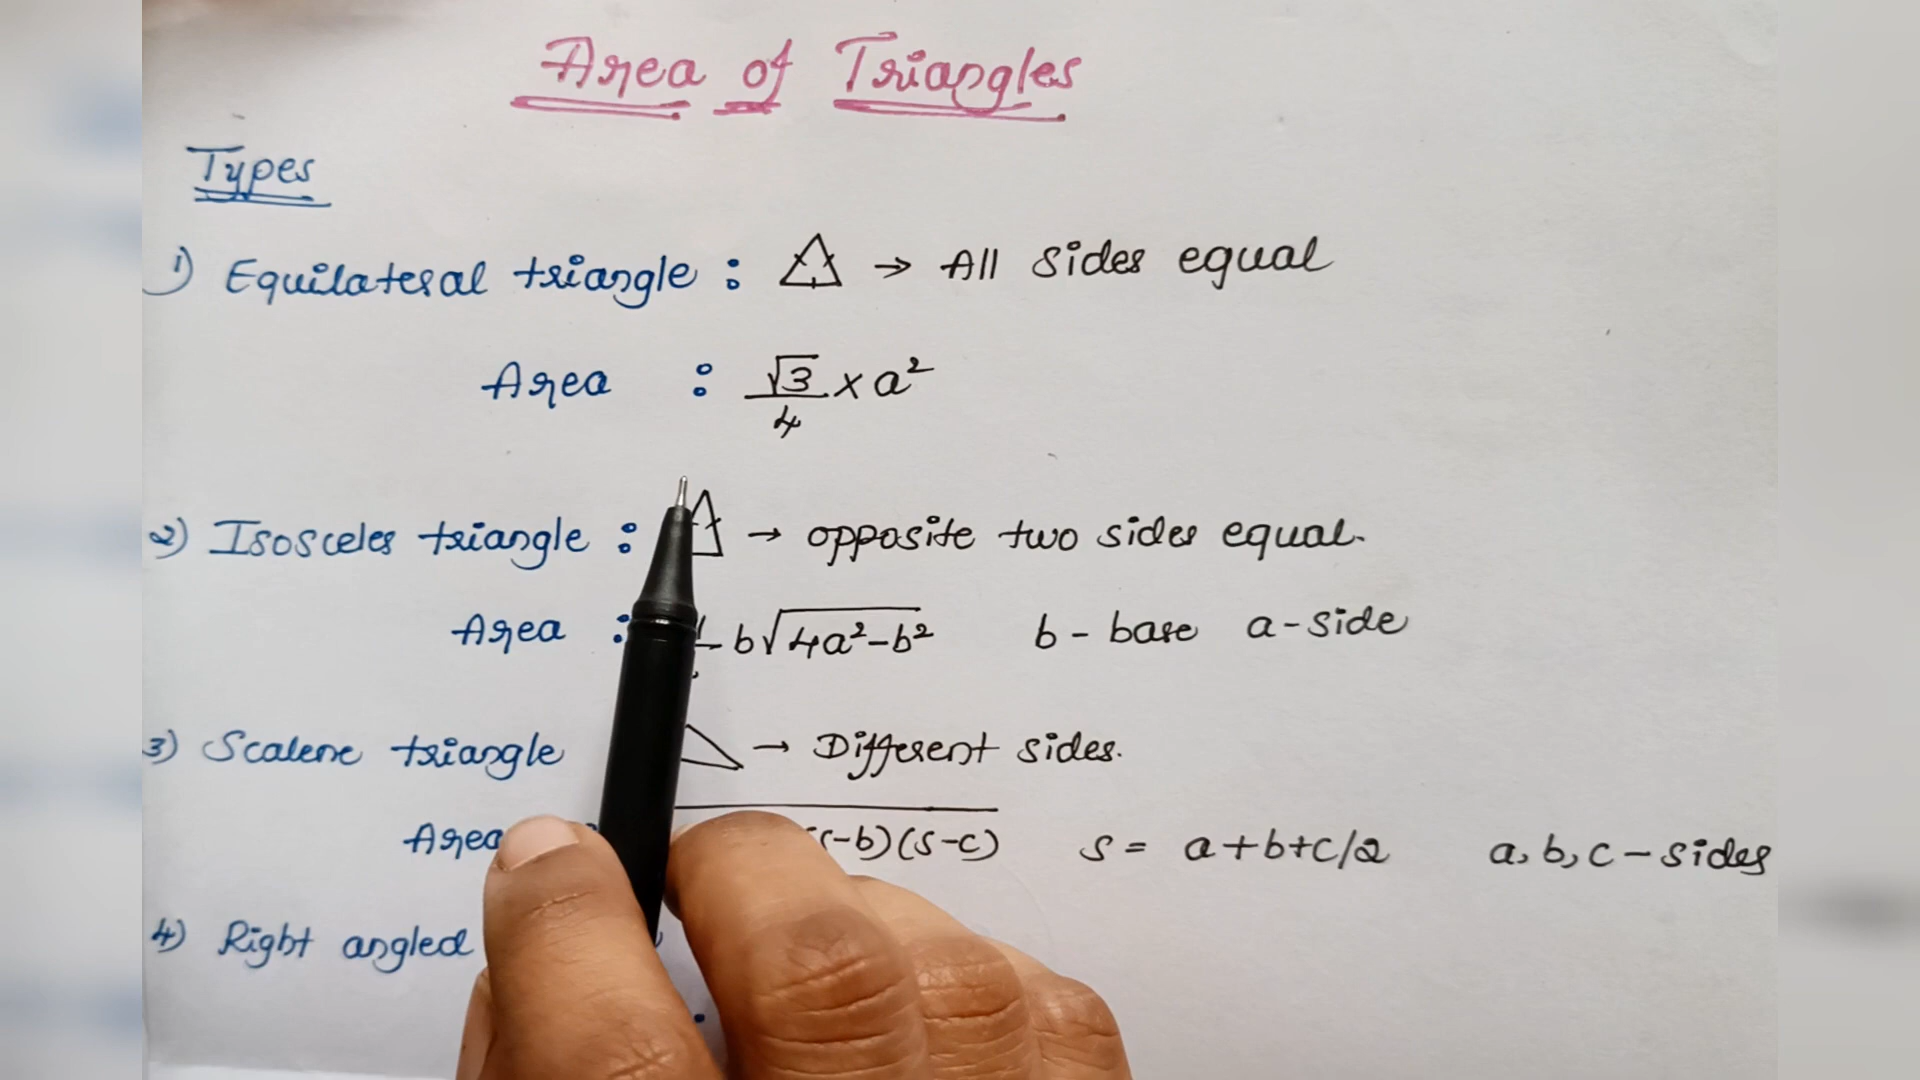 Area of Triangles
Types
1) Equilateral triangle : → All sides equal
Area : √3/4 × a²
2) Isosceles triangle : → opposite two sides equal.
Area : b√4a²-b² b - base a-side
3) Scalene triangle → Different sides.
Area -b)(s-c) s = a+b+c/2 a,b,c-sides
4) Right angled